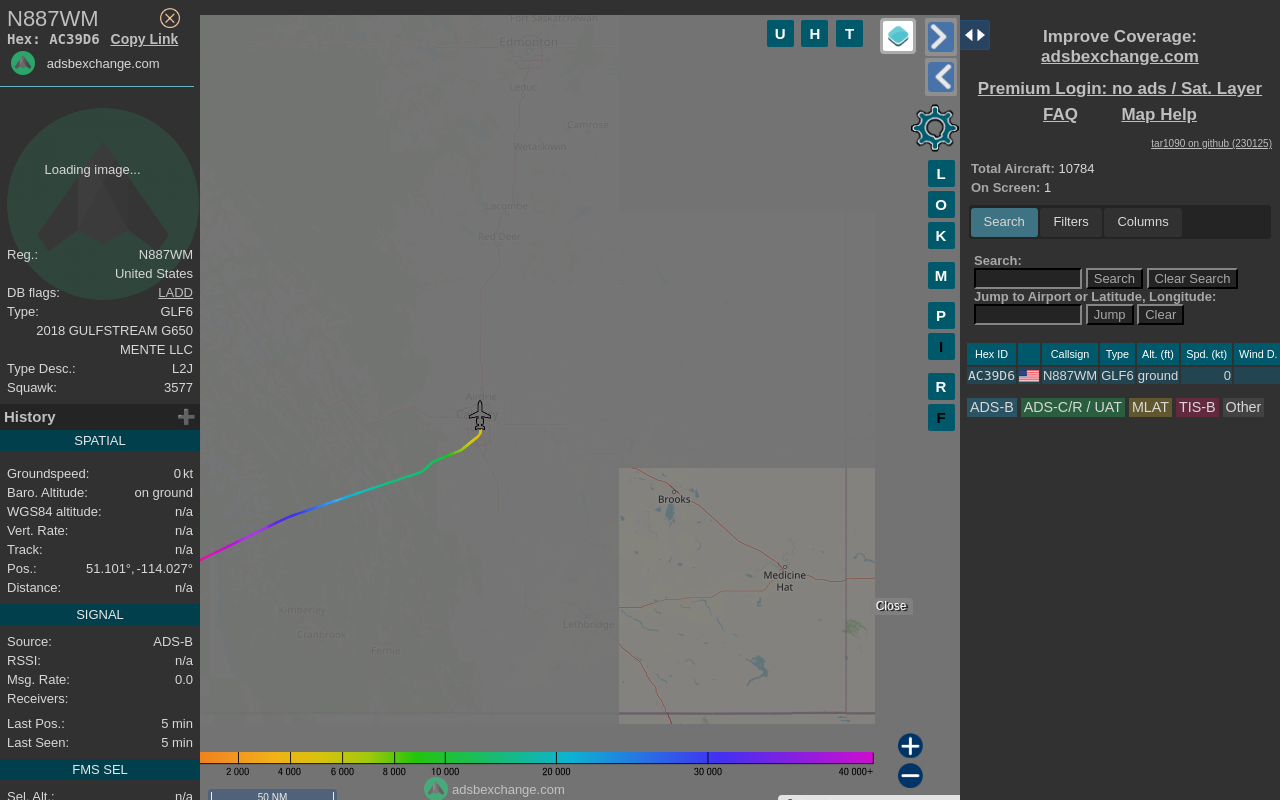 N887WM
Hex: AC39D6 Copy Link
adsbexchange.com
Loading image...
Reg.: N887WM
United States
DB flags: LADD
Type: GLF6
2018 GULFSTREAM G650
MENTE LLC
Type Desc.: L2J
Squawk: 3577
History
SPATIAL
Groundspeed: 0 kt
Baro. Altitude: on ground
WGS84 altitude: n/a
Vert. Rate: n/a
Track: n/a
Pos.: 51.101°, -114.027°
Distance: n/a
SIGNAL
Source: ADS-B
RSSI: n/a
Msg. Rate: 0.0
Receivers:
Last Pos.: 5 min
Last Seen: 5 min
FMS SEL
Sel. Alt.: n/a
Fort Saskatchewan
Edmonton
Leduc
Camrose
Wetaskiwin
Lacombe
Red Deer
Airdrie
Calgary
Brooks
Medicine
Hat
Kimberley
Cranbrook
Fernie
Lethbridge
Close
U H T
L
O
K
M
P
I
R
F
2 000 4 000 6 000 8 000 10 000 20 000 30 000 40 000+
50 NM
adsbexchange.com
Improve Coverage:
adsbexchange.com
Premium Login: no ads / Sat. Layer
FAQ Map Help
tar1090 on github (230125)
Total Aircraft: 10784
On Screen: 1
Search Filters Columns
Search:
Search Clear Search
Jump to Airport or Latitude, Longitude:
Jump Clear
Hex ID Callsign Type Alt. (ft) Spd. (kt) Wind D.
AC39D6 N887WM GLF6 ground 0
ADS-B ADS-C/R / UAT MLAT TIS-B Other